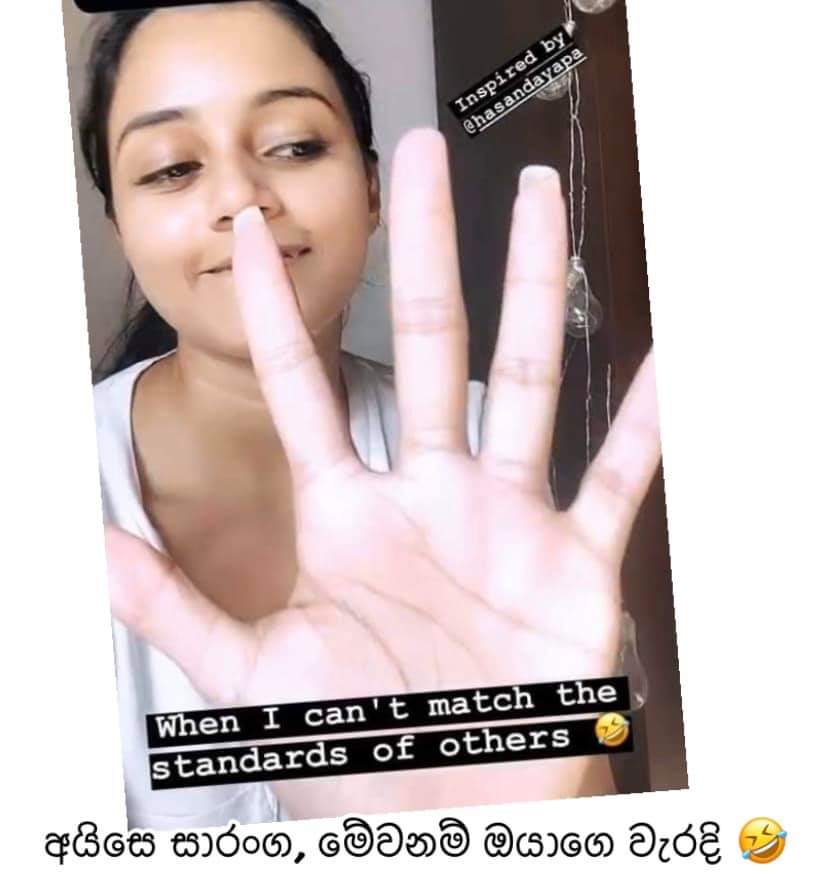 Inspired by
@hasandayapa
When I can't match the
standards of others 🤣
අයිසෙ සාරංග, මේවනම් ඔයාගෙ වැරදි 🤣